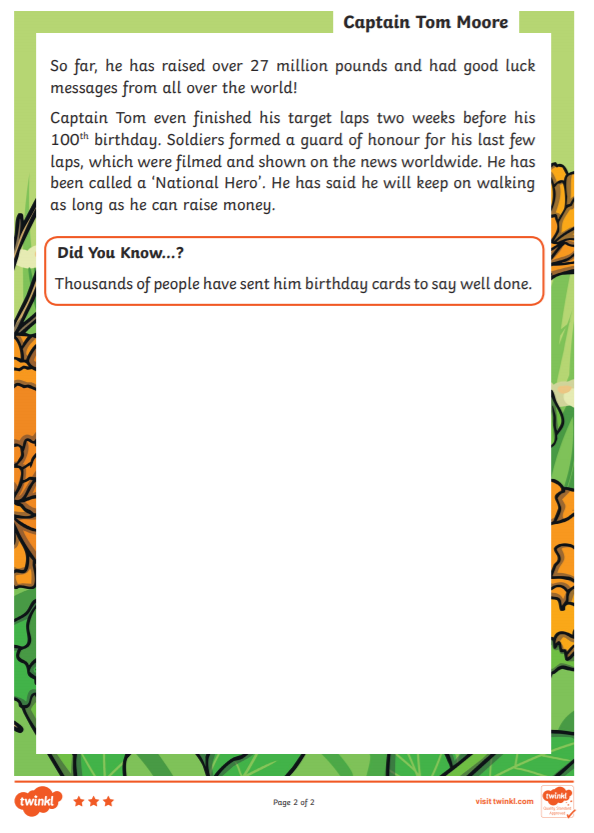 Captain Tom Moore
So far, he has raised over 27 million pounds and had good luck
messages from all over the world!
Captain Tom even finished his target laps two weeks before his
100th birthday. Soldiers formed a guard of honour for his last few
laps, which were filmed and shown on the news worldwide. He has
been called a ‘National Hero’. He has said he will keep on walking
as long as he can raise money.
Did You Know...?
Thousands of people have sent him birthday cards to say well done.
twinkl
Page 2 of 2
visit twinkl.com
twinkl
Quality Standard
Approved